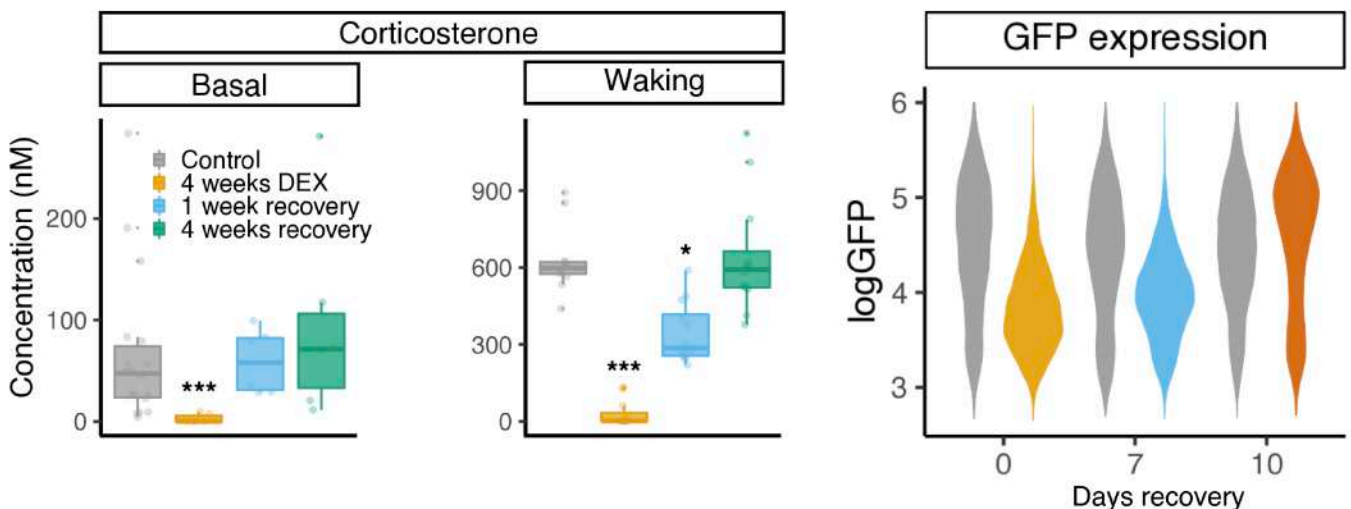 Corticosterone
Basal
Waking
Concentration (nM)
200
100
0
Control
4 weeks DEX
1 week recovery
4 weeks recovery
***
900
600
300
0
***
*
GFP expression
logGFP
6
5
4
3
0 7 10
Days recovery